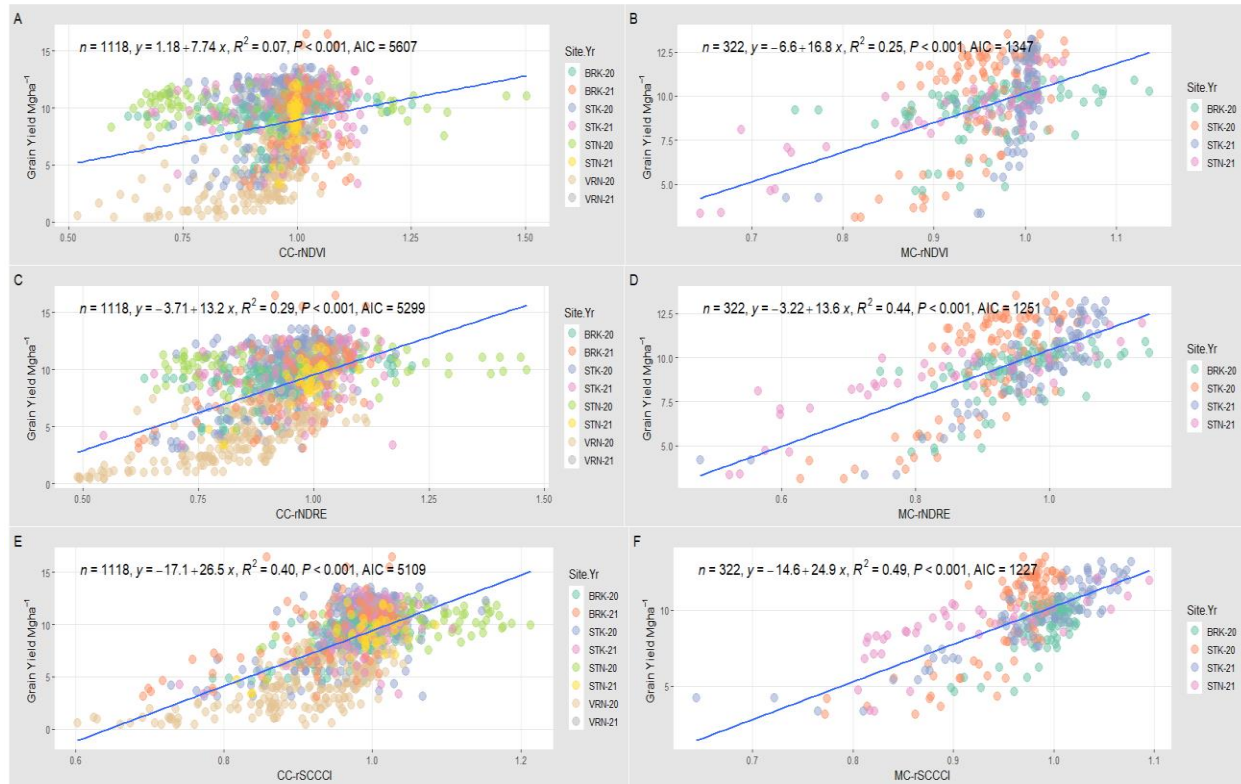 A
n = 1118, y = 1.18+7.74 x, R² = 0.07, P < 0.001, AIC = 5607
Grain Yield Mgha⁻¹
15
10
5
0
0.50 0.75 1.00 1.25 1.50
CC-rNDVI
Site.Yr
BRK-20
BRK-21
STK-20
STK-21
STN-20
STN-21
VRN-20
VRN-21
B
n = 322, y = −6.6+16.8 x, R² = 0.25, P < 0.001, AIC = 1347
Grain Yield Mgha⁻¹
12.5
10.0
7.5
5.0
0.7 0.8 0.9 1.0 1.1
MC-rNDVI
Site.Yr
BRK-20
STK-20
STK-21
STN-21
C
n = 1118, y = −3.71+13.2 x, R² = 0.29, P < 0.001, AIC = 5299
Grain Yield Mgha⁻¹
15
10
5
0
0.50 0.75 1.00 1.25 1.50
CC-rNDRE
Site.Yr
BRK-20
BRK-21
STK-20
STK-21
STN-20
STN-21
VRN-20
VRN-21
D
n = 322, y = −3.22+13.6 x, R² = 0.44, P < 0.001, AIC = 1251
Grain Yield Mgha⁻¹
12.5
10.0
7.5
5.0
0.6 0.8 1.0
MC-rNDRE
Site.Yr
BRK-20
STK-20
STK-21
STN-21
E
n = 1118, y = −17.1+26.5 x, R² = 0.40, P < 0.001, AIC = 5109
Grain Yield Mgha⁻¹
15
10
5
0
0.6 0.8 1.0 1.2
CC-rSCCCI
Site.Yr
BRK-20
BRK-21
STK-20
STK-21
STN-20
STN-21
VRN-20
VRN-21
F
n = 322, y = −14.6+24.9 x, R² = 0.49, P < 0.001, AIC = 1227
Grain Yield Mgha⁻¹
10
5
0.7 0.8 0.9 1.0 1.1
MC-rSCCCI
Site.Yr
BRK-20
STK-20
STK-21
STN-21